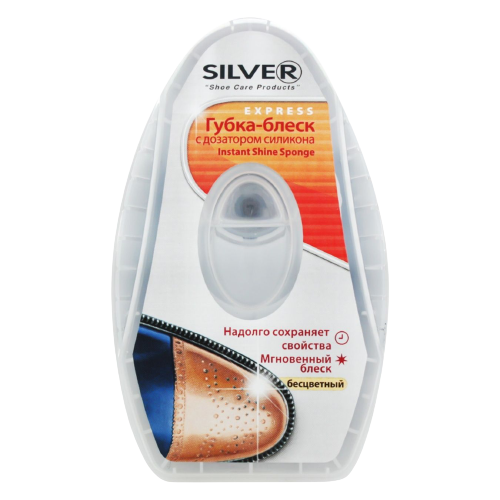 SILVER
"Shoe Care Products"
EXPRESS
Губка-блеск
с дозатором силикона
Instant Shine Sponge
Надолго сохраняет
свойства
Мгновенный
блеск
бесцветный